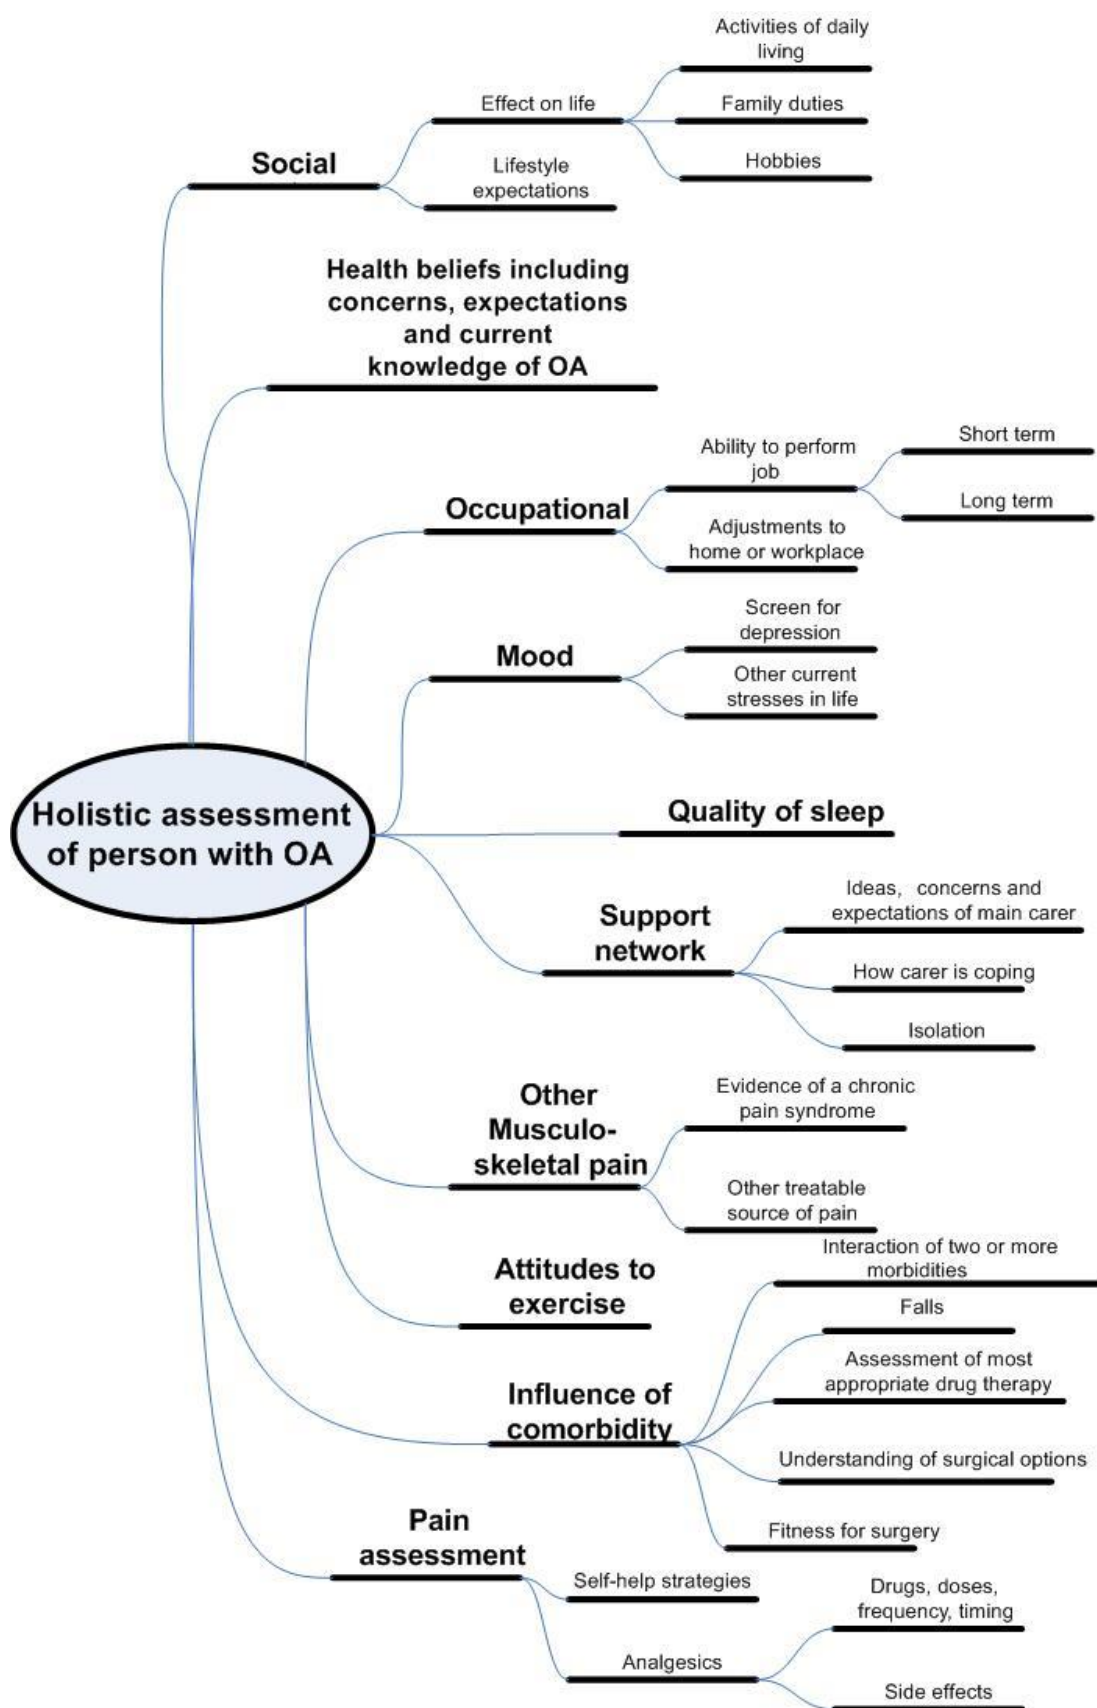 Activities of daily
living
Effect on life
Family duties
Social
Hobbies
Lifestyle
expectations
Health beliefs including
concerns, expectations
and current
knowledge of OA
Short term
Ability to perform
job
Long term
Occupational
Adjustments to
home or workplace
Screen for
depression
Mood
Other current
stresses in life
Holistic assessment
of person with OA
Quality of sleep
Ideas, concerns and
expectations of main carer
Support
network
How carer is coping
Isolation
Other
Musculo-
skeletal pain
Evidence of a chronic
pain syndrome
Other treatable
source of pain
Attitudes to
exercise
Interaction of two or more
morbidities
Falls
Assessment of most
appropriate drug therapy
Influence of
comorbidity
Understanding of surgical options
Fitness for surgery
Pain
assessment
Self-help strategies
Drugs, doses,
frequency, timing
Analgesics
Side effects